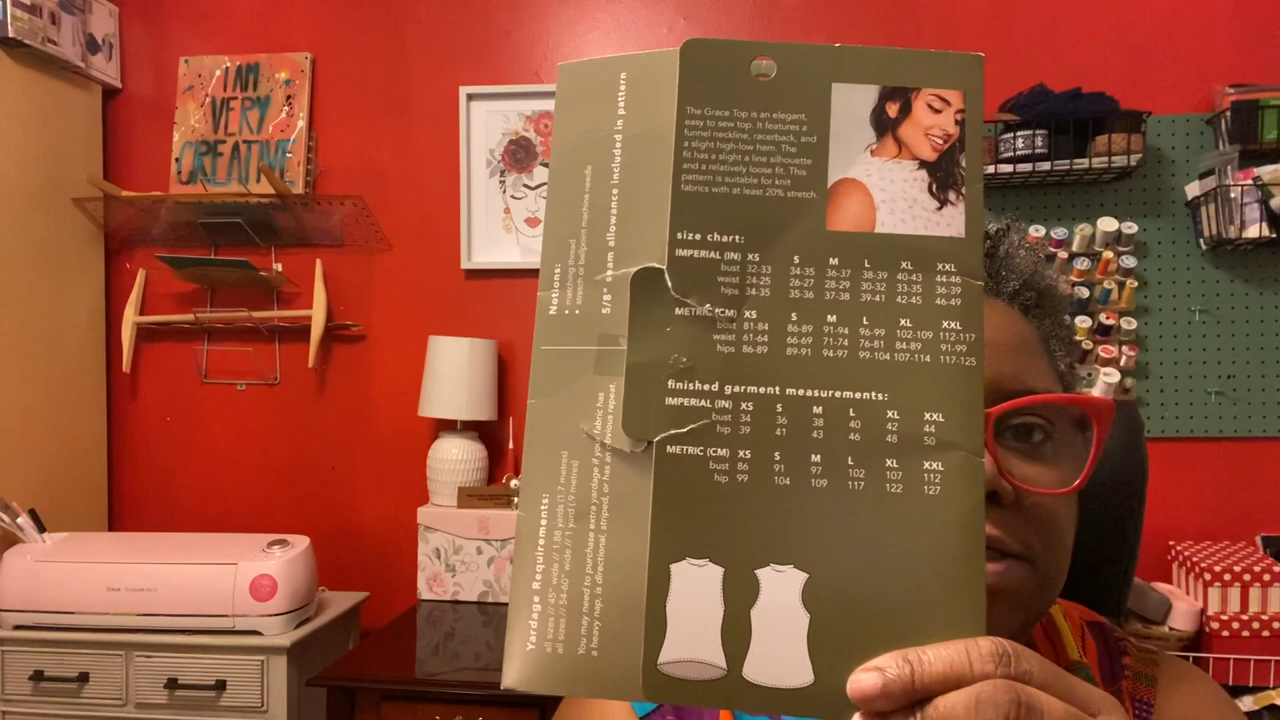 I AM
VERY
CREATIVE
The Grace Top is an elegant,
easy to sew top. It features a
funnel neckline, racerback, and
a slight high-low hem. The
fit has a slight a line silhouette
and a relatively loose fit. This
pattern is suitable for knit
fabrics with at least 20% stretch.
size chart:
IMPERIAL (IN) XS S M L XL XXL
bust 32-33 34-35 36-37 38-39 40-43 44-46
waist 24-25 26-27 28-29 30-32 33-35 36-39
hips 34-35 35-36 37-38 39-41 42-45 46-49
METRIC (CM) XS S M L XL XXL
bust 81-84 86-89 91-94 96-99 102-109 112-117
waist 61-64 66-69 71-74 76-81 84-89 91-99
hips 86-89 89-91 94-97 99-104 107-114 117-125
finished garment measurements:
IMPERIAL (IN) XS S M L XL XXL
bust 34 36 38 40 42 44
hip 39 41 43 46 48 50
METRIC (CM) XS S M L XL XXL
bust 86 91 97 102 107 112
hip 99 104 109 117 122 127
Notions:
• matching thread
• stretch or ballpoint machine needle
5/8" seam allowance included in pattern
Yardage Requirements:
all sizes // 45" wide // 1.88 yards (1.7 metres)
all sizes // 54-60" wide // 1 yard (.9 metres)
You may need to purchase extra yardage if your fabric has
a heavy nap, is directional, striped, or has an obvious repeat.